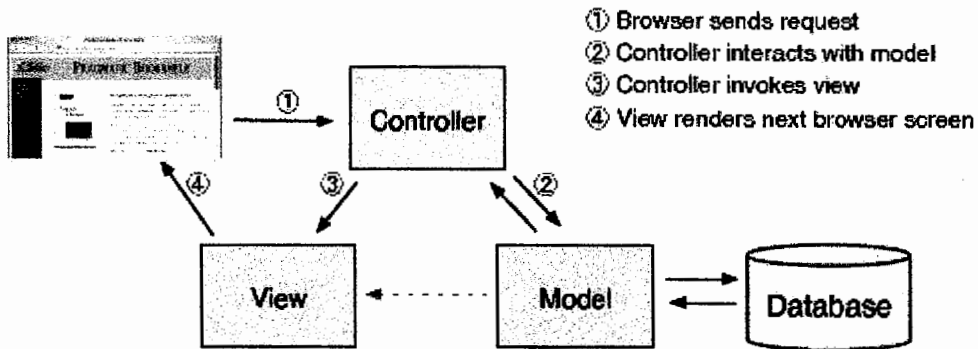 ① Browser sends request
② Controller interacts with model
③ Controller invokes view
④ View renders next browser screen
①
Controller
④
③
②
View
Model
Database